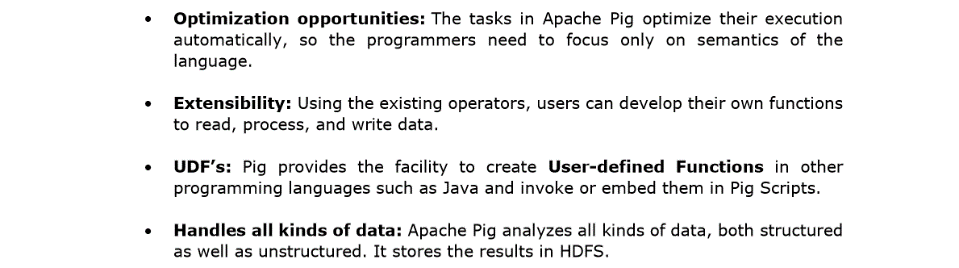 • Optimization opportunities: The tasks in Apache Pig optimize their execution
automatically, so the programmers need to focus only on semantics of the
language.
• Extensibility: Using the existing operators, users can develop their own functions
to read, process, and write data.
• UDF’s: Pig provides the facility to create User-defined Functions in other
programming languages such as Java and invoke or embed them in Pig Scripts.
• Handles all kinds of data: Apache Pig analyzes all kinds of data, both structured
as well as unstructured. It stores the results in HDFS.